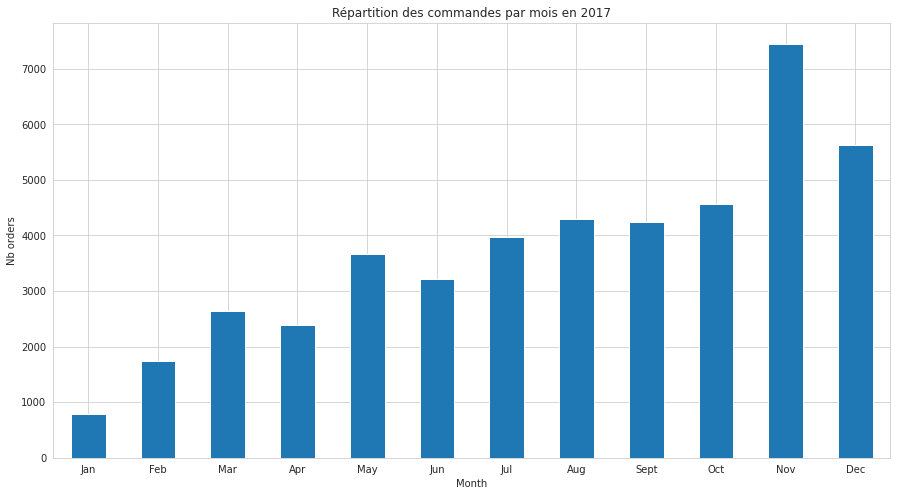 Répartition des commandes par mois en 2017
Nb orders
7000
6000
5000
4000
3000
2000
1000
0
Jan Feb Mar Apr May Jun Jul Aug Sept Oct Nov Dec
Month